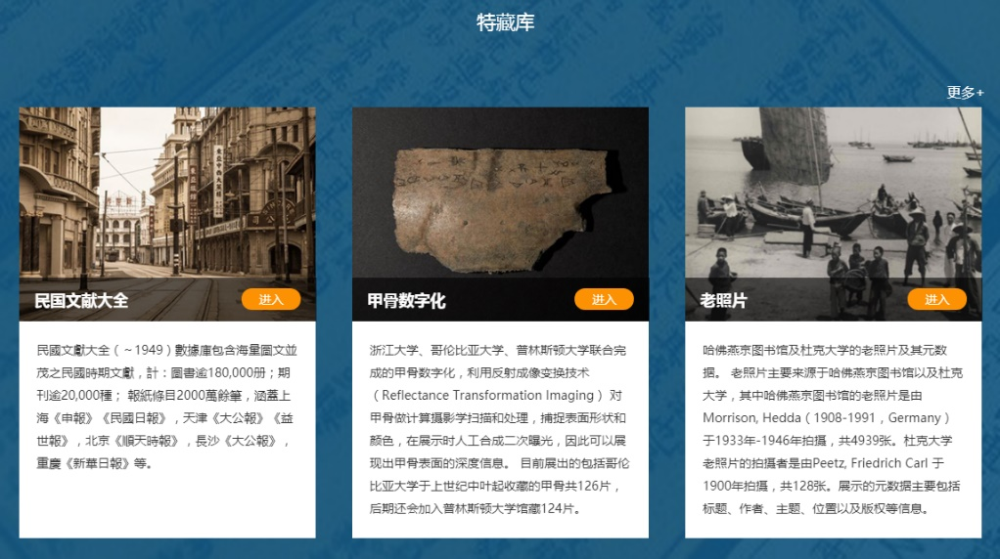 特藏库
更多+
民国文献大全
进入
民國文獻大全（～1949）數據庫包含海量圖文並
茂之民國時期文獻，計：圖書逾180,000册；期
刊逾20,000種； 報紙條目2000萬餘筆，涵蓋上
海《申報》《民國日報》，天津《大公報》《益
世報》，北京《順天時報》，長沙《大公報》，
重慶《新華日報》等。
甲骨数字化
进入
浙江大学、哥伦比亚大学、普林斯顿大学联合完
成的甲骨数字化，利用反射成像变换技术
（Reflectance Transformation Imaging） 对
甲骨做计算摄影学扫描和处理，捕捉表面形状和
颜色，在展示时人工合成二次曝光，因此可以展
现出甲骨表面的深度信息。 目前展出的包括哥伦
比亚大学于上世纪中叶起收藏的甲骨共126片，
后期还会加入普林斯顿大学馆藏124片。
老照片
进入
哈佛燕京图书馆及杜克大学的老照片及其元数
据。 老照片主要来源于哈佛燕京图书馆以及杜克
大学，其中哈佛燕京图书馆的老照片是由
Morrison, Hedda（1908-1991，Germany）
于1933年-1946年拍摄，共4939张。杜克大学
老照片的拍摄者是由Peetz, Friedrich Carl 于
1900年拍摄，共128张。展示的元数据主要包括
标题、作者、主题、位置以及版权等信息。